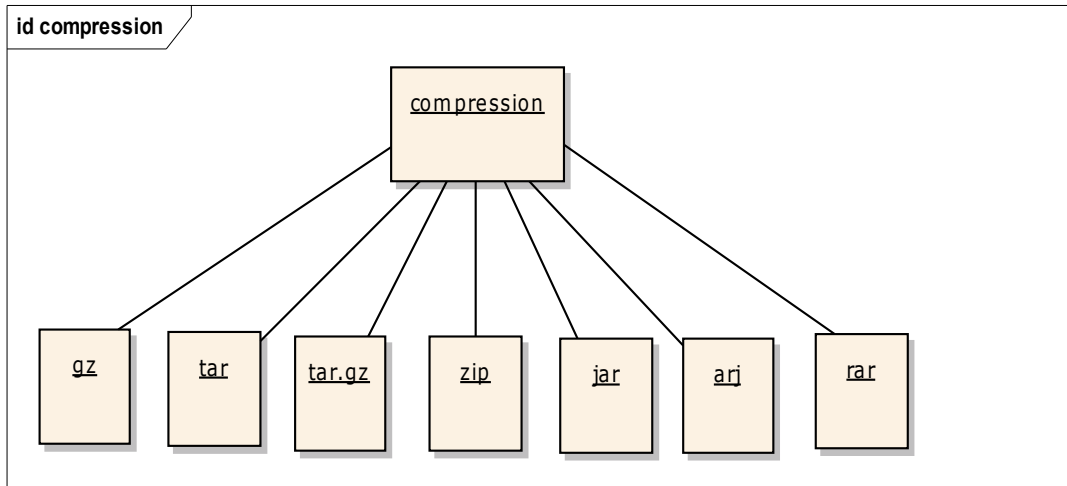 id compression
compression
gz
tar
tar.gz
zip
jar
arj
rar